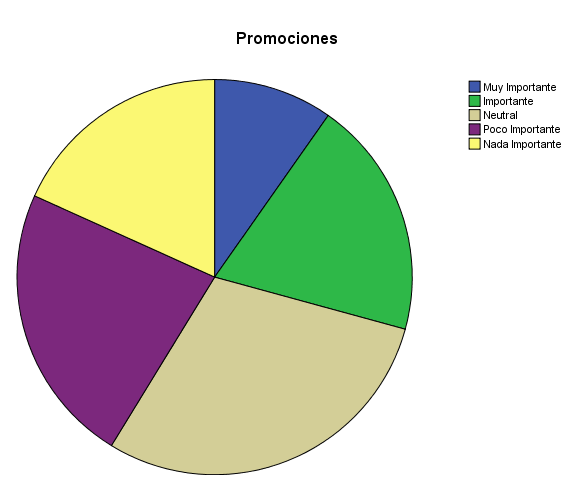 Promociones
Muy Importante
Importante
Neutral
Poco Importante
Nada Importante